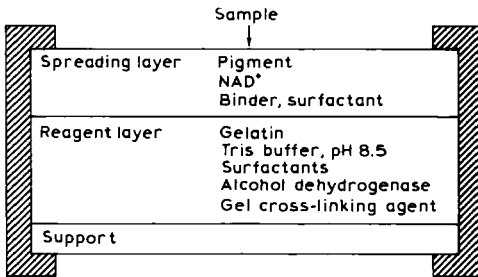 Sample
Spreading layer Pigment
NAD⁺
Binder, surfactant
Reagent layer Gelatin
Tris buffer, pH 8.5
Surfactants
Alcohol dehydrogenase
Gel cross-linking agent
Support